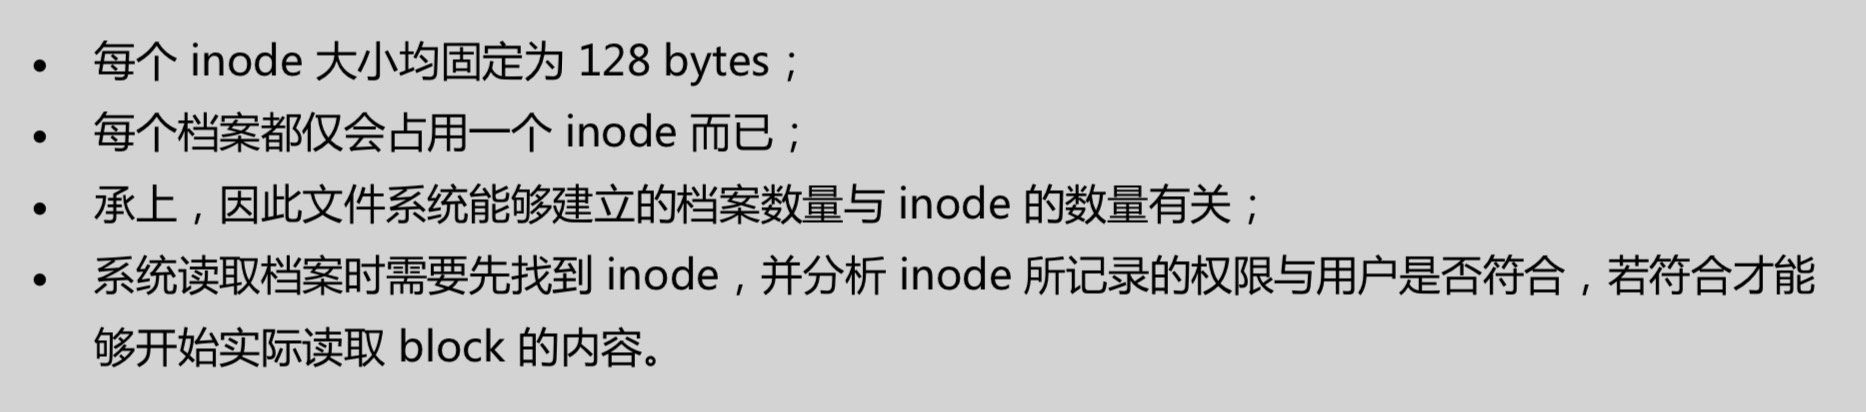 • 每个 inode 大小均固定为 128 bytes；
• 每个档案都仅会占用一个 inode 而已；
• 承上，因此文件系统能够建立的档案数量与 inode 的数量有关；
• 系统读取档案时需要先找到 inode，并分析 inode 所记录的权限与用户是否符合，若符合才能
够开始实际读取 block 的内容。